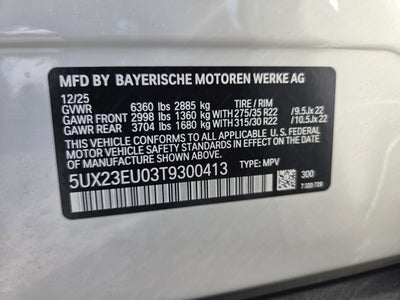 MFD BY BAYERISCHE MOTOREN WERKE AG
12/25
GVWR 6360 lbs 2885 kg TIRE / RIM
GAWR FRONT 2998 lbs 1360 kg WITH 275/35 R22 /9.5Jx 22
GAWR REAR 3704 lbs 1680 kg WITH 315/30 R22 /10.5Jx 22
THIS VEHICLE CONFORMS TO ALL APPLICABLE FEDERAL
MOTOR VEHICLE SAFETY STANDARDS IN EFFECT ON THE DATE
OF MANUFACTURE SHOWN ABOVE.
5UX23EU03T9300413 TYPE: MPV
300
7 320 729